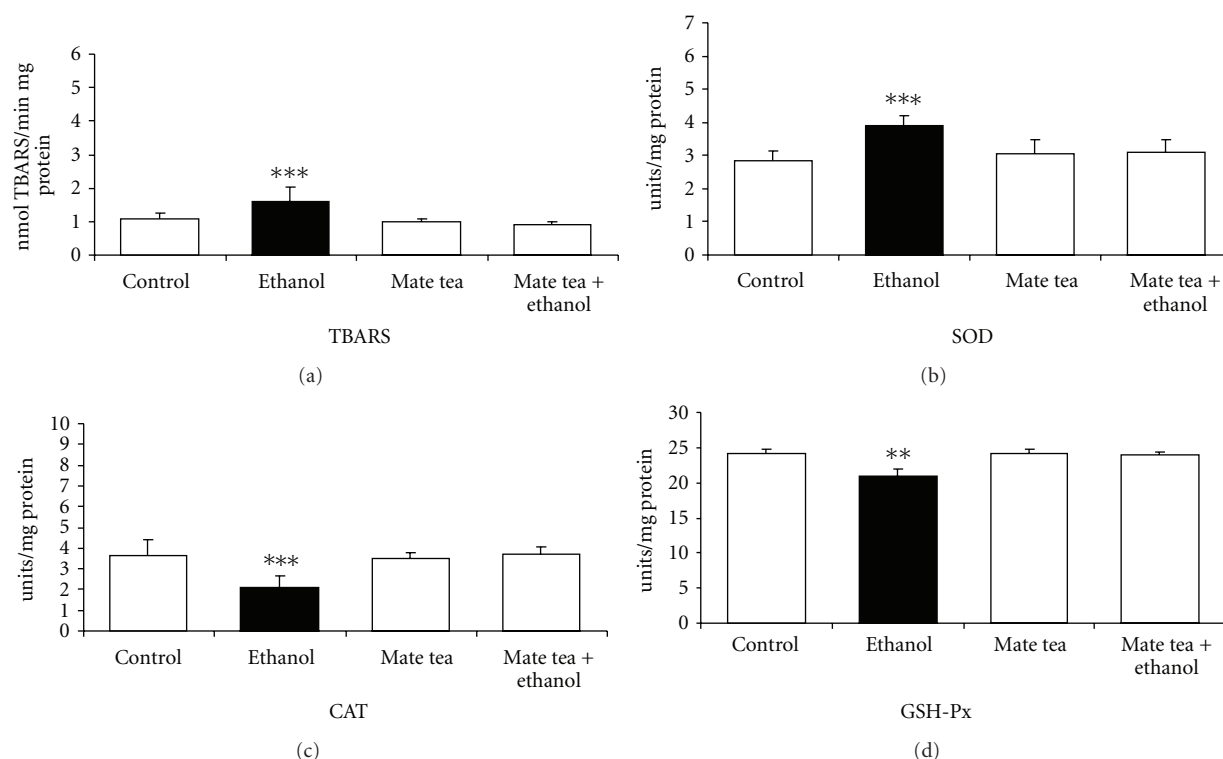 nmol TBARS/min mg
protein
6
5
4
3
2
1
0
***
Control
Ethanol
Mate tea
Mate tea +
ethanol
TBARS
(a)
units/mg protein
7
6
5
4
3
2
1
0
***
Control
Ethanol
Mate tea
Mate tea +
ethanol
SOD
(b)
units/mg protein
10
9
8
7
6
5
4
3
2
1
0
***
Control
Ethanol
Mate tea
Mate tea +
ethanol
CAT
(c)
units/mg protein
30
25
20
15
10
5
0
**
Control
Ethanol
Mate tea
Mate tea +
ethanol
GSH-Px
(d)